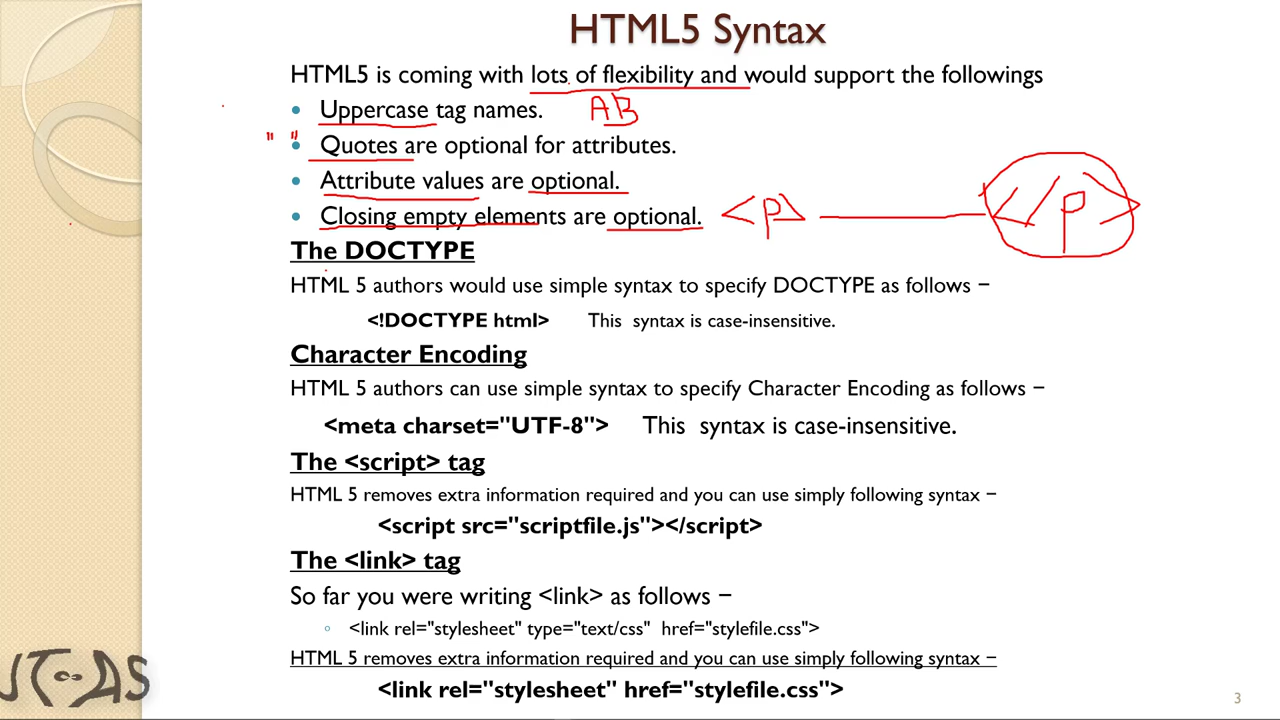 HTML5 Syntax
HTML5 is coming with lots of flexibility and would support the followings
• Uppercase tag names. AB
" " • Quotes are optional for attributes.
• Attribute values are optional.
• Closing empty elements are optional. <p> </p>
The DOCTYPE
HTML 5 authors would use simple syntax to specify DOCTYPE as follows −
<!DOCTYPE html> This syntax is case-insensitive.
Character Encoding
HTML 5 authors can use simple syntax to specify Character Encoding as follows −
<meta charset="UTF-8"> This syntax is case-insensitive.
The <script> tag
HTML 5 removes extra information required and you can use simply following syntax −
<script src="scriptfile.js"></script>
The <link> tag
So far you were writing <link> as follows −
◦ <link rel="stylesheet" type="text/css" href="stylefile.css">
HTML 5 removes extra information required and you can use simply following syntax −
<link rel="stylesheet" href="stylefile.css">
3